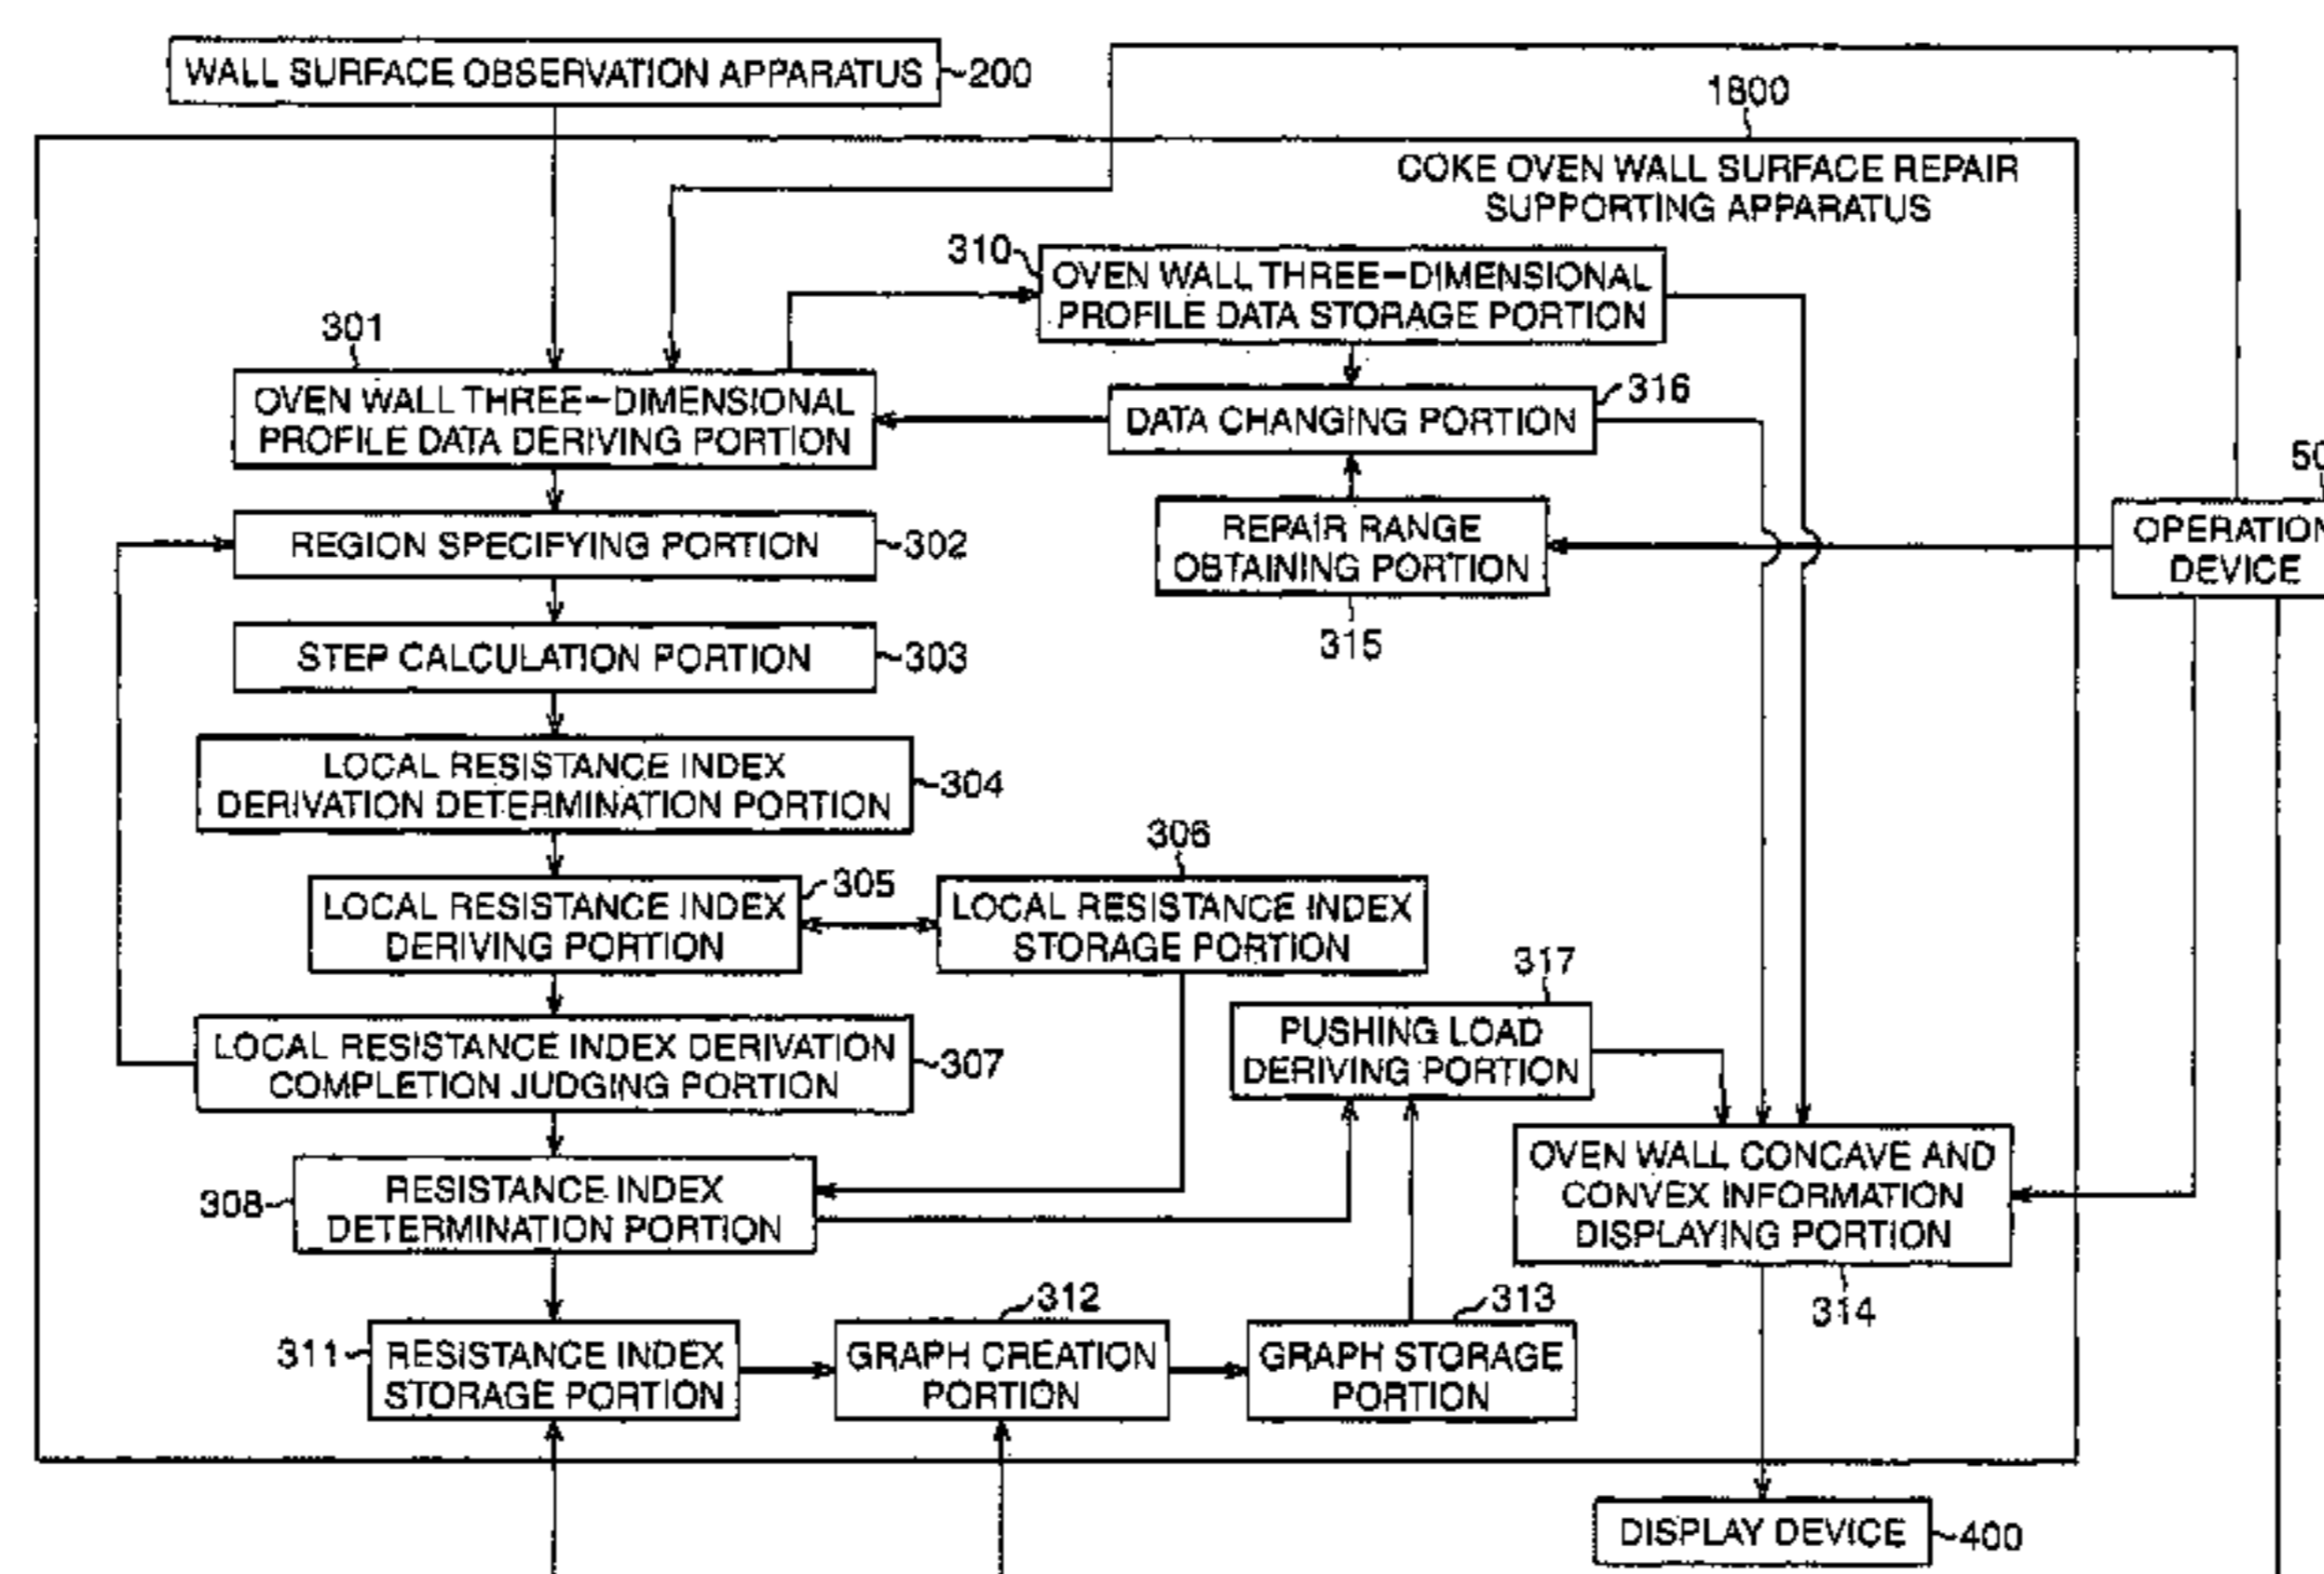 WALL SURFACE OBSERVATION APPARATUS
200
1800
COKE OVEN WALL SURFACE REPAIR
SUPPORTING APPARATUS
310
OVEN WALL THREE-DIMENSIONAL
PROFILE DATA STORAGE PORTION
301
OVEN WALL THREE-DIMENSIONAL
PROFILE DATA DERIVING PORTION
316
DATA CHANGING PORTION
50
OPERATION
DEVICE
REPAIR RANGE
OBTAINING PORTION
315
REGION SPECIFYING PORTION
302
STEP CALCULATION PORTION
303
LOCAL RESISTANCE INDEX
DERIVATION DETERMINATION PORTION
304
305
LOCAL RESISTANCE INDEX
DERIVING PORTION
306
LOCAL RESISTANCE INDEX
STORAGE PORTION
317
PUSHING LOAD
DERIVING PORTION
LOCAL RESISTANCE INDEX DERIVATION
COMPLETION JUDGING PORTION
307
308
RESISTANCE INDEX
DETERMINATION PORTION
OVEN WALL CONCAVE AND
CONVEX INFORMATION
DISPLAYING PORTION
314
311
RESISTANCE INDEX
STORAGE PORTION
312
GRAPH CREATION
PORTION
313
GRAPH STORAGE
PORTION
DISPLAY DEVICE
400